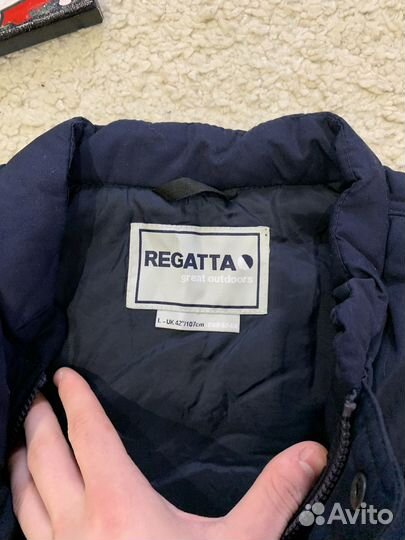 REGATTA
great outdoors
L - UK 42"/107cm
Avito